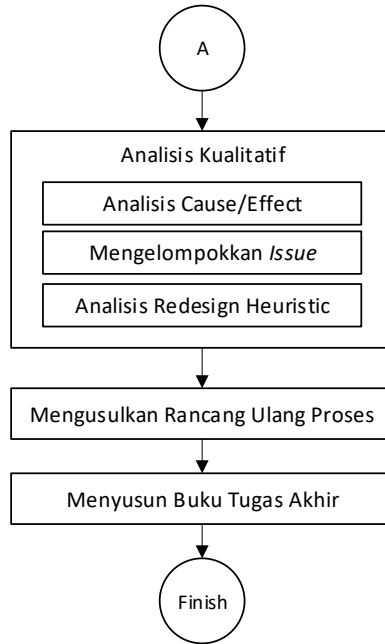 A
Analisis Kualitatif
Analisis Cause/Effect
Mengelompokkan Issue
Analisis Redesign Heuristic
Mengusulkan Rancang Ulang Proses
Menyusun Buku Tugas Akhir
Finish